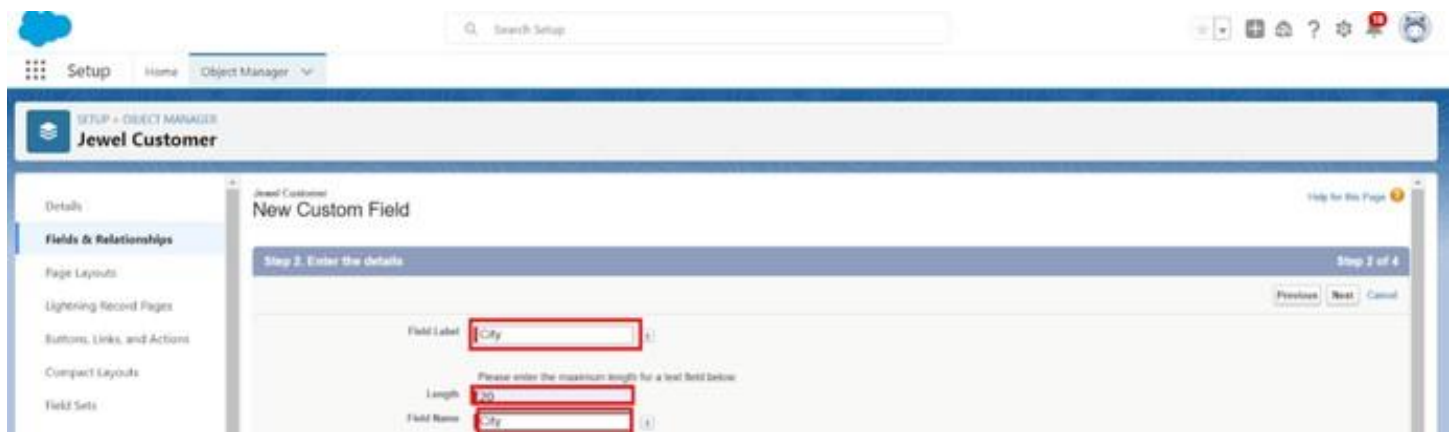 Search Setup
10
Setup Home Object Manager
SETUP > OBJECT MANAGER
Jewel Customer
Details
Fields & Relationships
Page Layouts
Lightning Record Pages
Buttons, Links, and Actions
Compact Layouts
Field Sets
Jewel Customer
New Custom Field
Help for this Page
Step 2. Enter the details
Step 2 of 4
Previous Next Cancel
Field Label City
Please enter the maximum length for a text field below.
Length 20
Field Name City